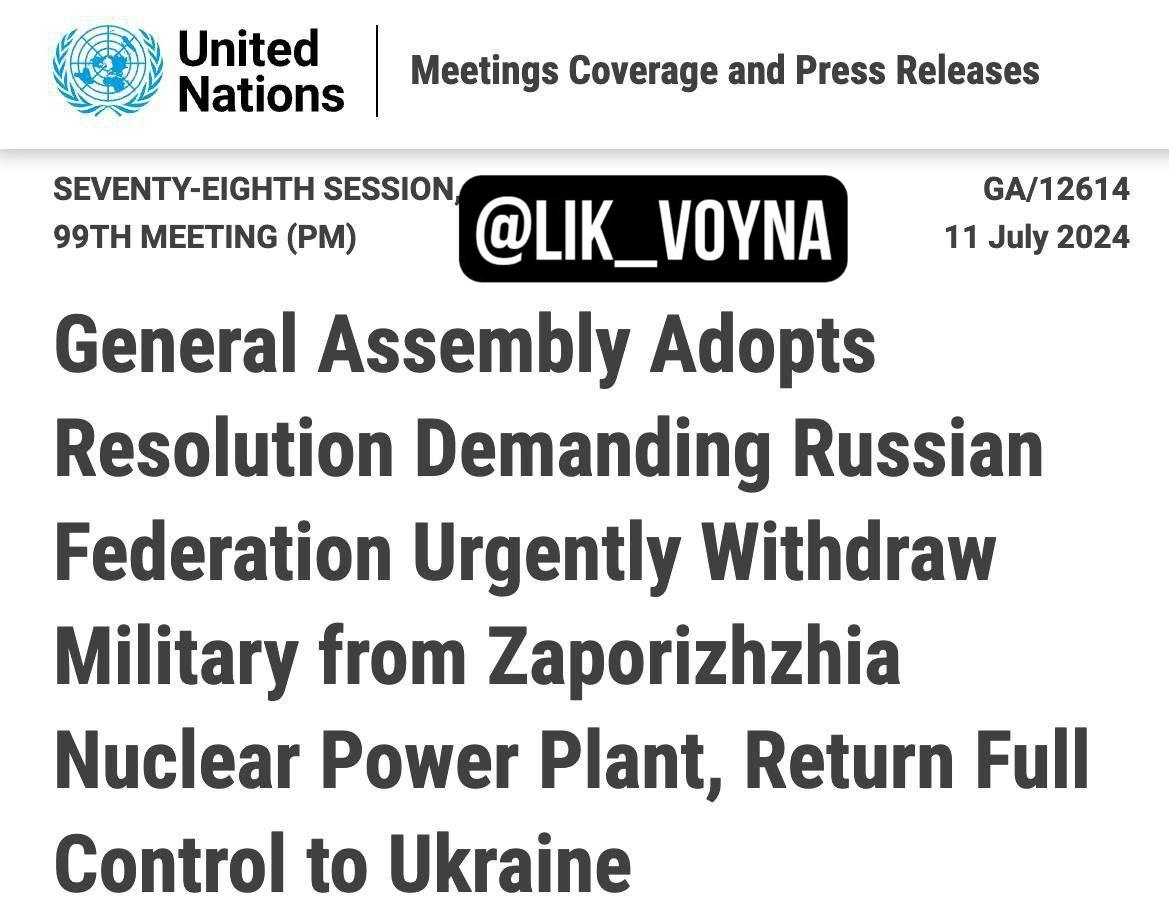 United
Nations
Meetings Coverage and Press Releases
SEVENTY-EIGHTH SESSION,
99TH MEETING (PM)
@LIK_VOYNA
GA/12614
11 July 2024
General Assembly Adopts
Resolution Demanding Russian
Federation Urgently Withdraw
Military from Zaporizhzhia
Nuclear Power Plant, Return Full
Control to Ukraine